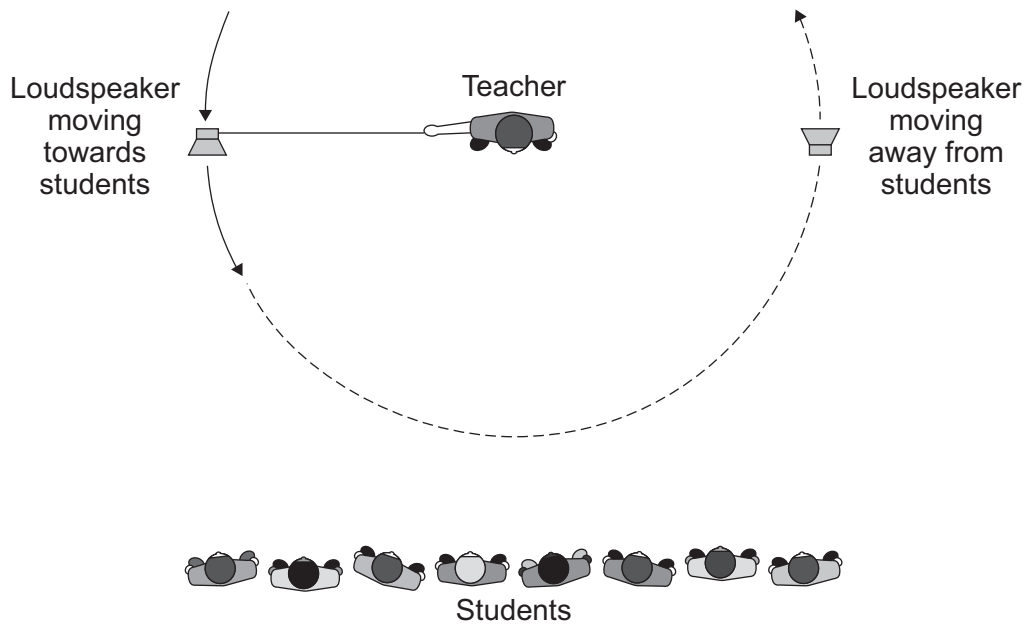 Loudspeaker
moving
towards
students
Teacher
Loudspeaker
moving
away from
students
Students